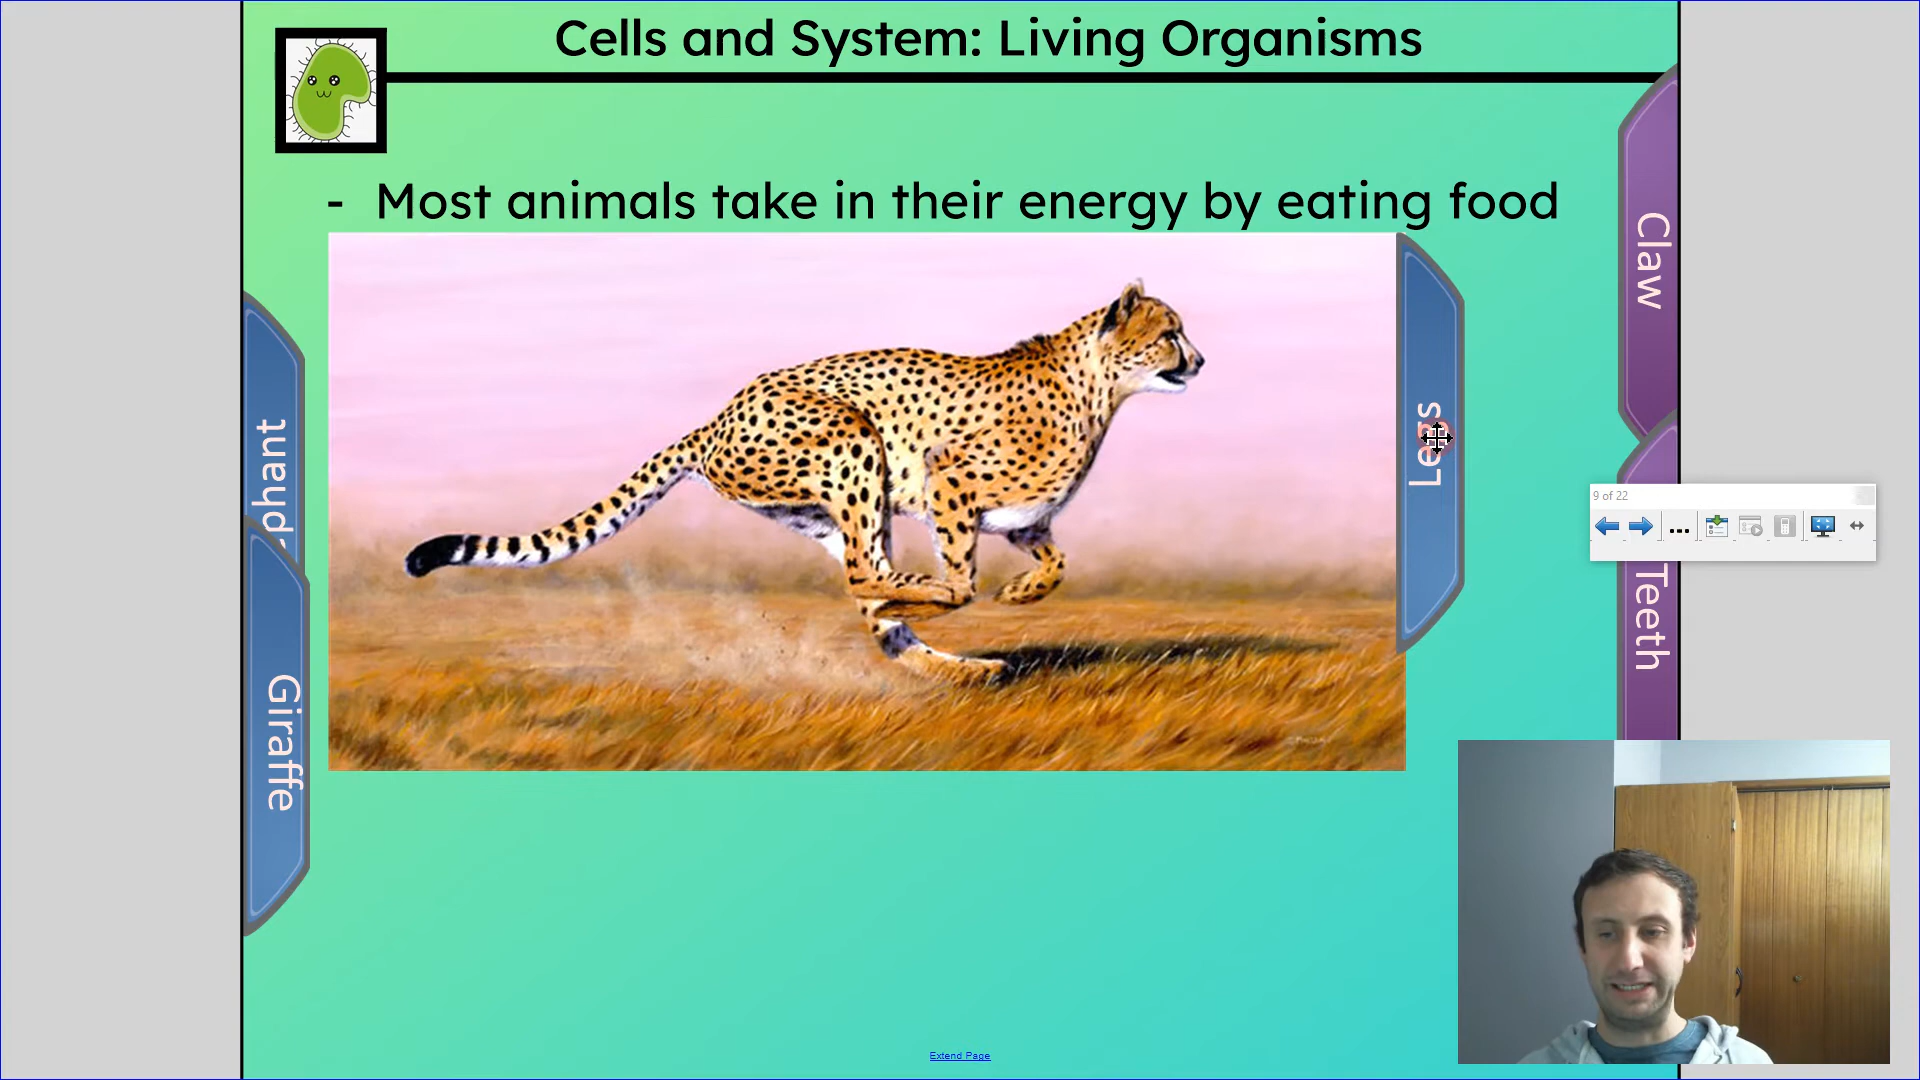 Cells and System: Living Organisms
- Most animals take in their energy by eating food
Claw
phant
Legs
9 of 22
Teeth
Giraffe
Extend Page